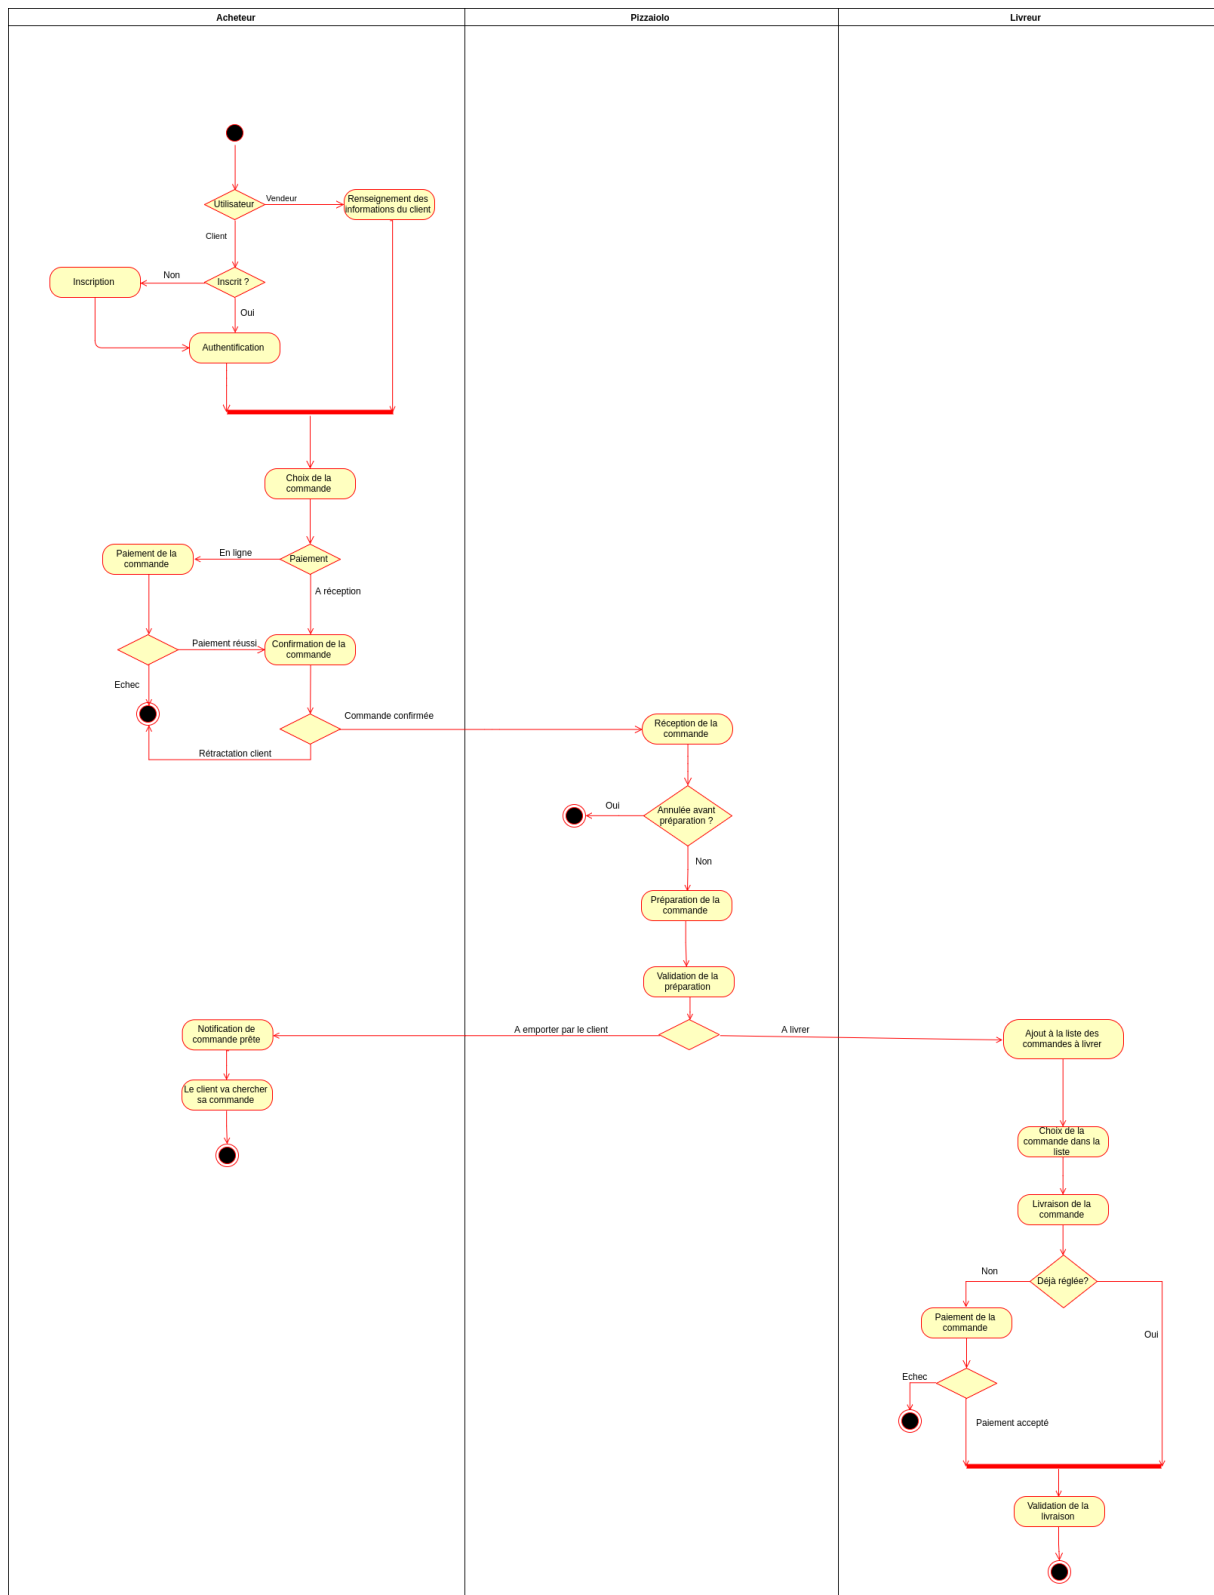 Acheteur
Pizzaiolo
Livreur
Utilisateur
Vendeur
Renseignement des
informations du client
Client
Inscription
Non
Inscrit ?
Oui
Authentification
Choix de la
commande
Paiement de la
commande
En ligne
Paiement
A réception
Paiement réussi
Confirmation de la
commande
Echec
Commande confirmée
Rétractation client
Réception de la
commande
Oui
Annulée avant
préparation ?
Non
Préparation de la
commande
Validation de la
préparation
Notification de
commande prête
A emporter par le client
A livrer
Ajout à la liste des
commandes à livrer
Le client va chercher
sa commande
Choix de la
commande dans la
liste
Livraison de la
commande
Non
Déjà réglée?
Paiement de la
commande
Oui
Echec
Paiement accepté
Validation de la
livraison